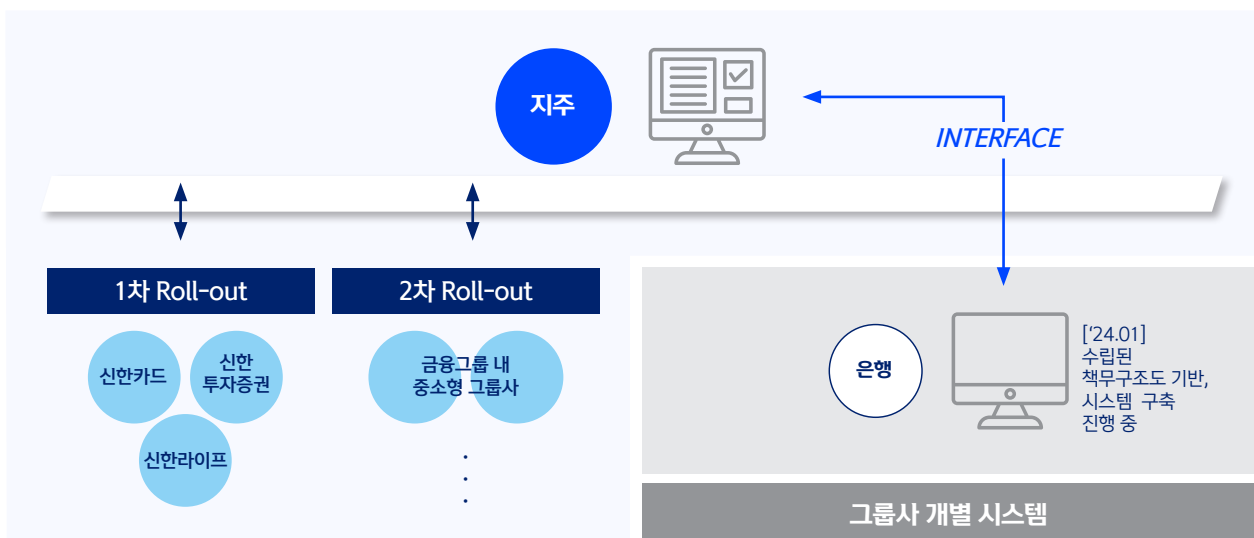 지주
INTERFACE
1차 Roll-out
2차 Roll-out
신한카드
신한
투자증권
신한라이프
금융그룹 내
중소형 그룹사
은행
[‘24.01]
수립된
책무구조도 기반,
시스템 구축
진행 중
그룹사 개별 시스템